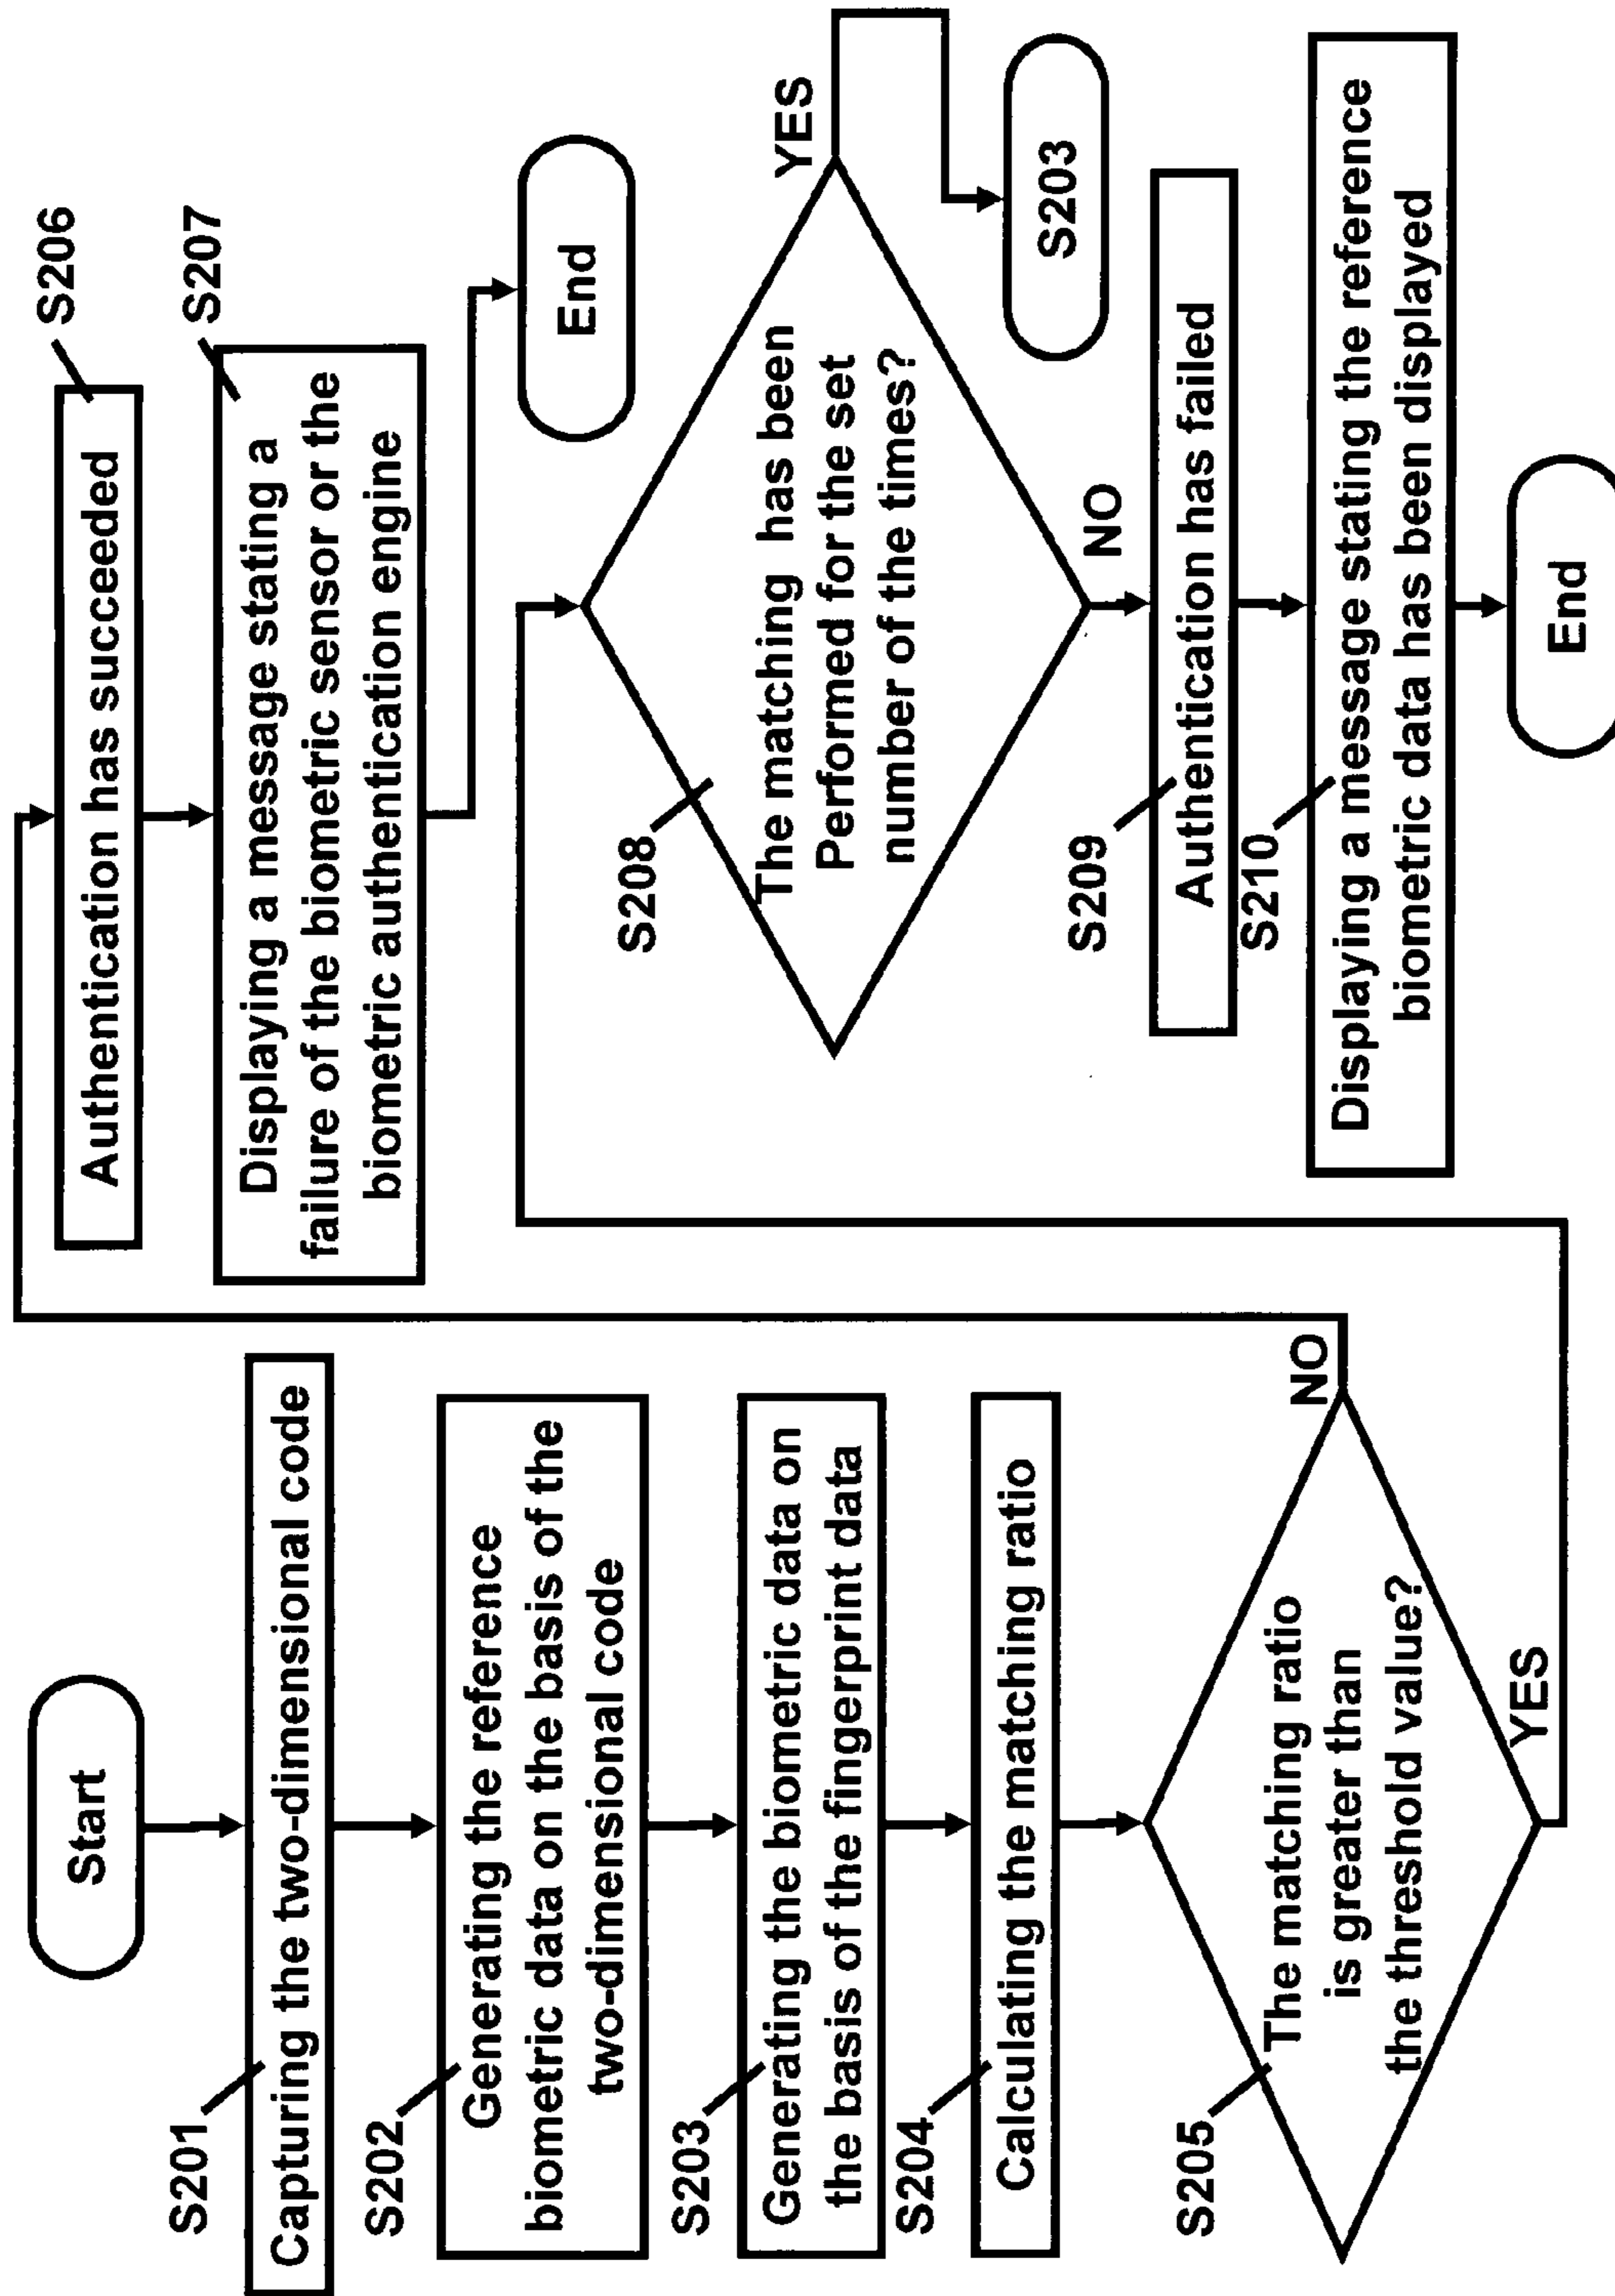 Start
S201
Capturing the two-dimensional code
S202
Generating the reference
biometric data on the basis of the
two-dimensional code
S203
Generating the biometric data on
the basis of the fingerprint data
S204
Calculating the matching ratio
S205
The matching ratio
is greater than
the threshold value?
NO
YES
S206
Authentication has succeeded
S207
Displaying a message stating a
failure of the biometric sensor or the
biometric authentication engine
End
S208
The matching has been
Performed for the set
number of the times?
YES
S203
NO
S209
Authentication has failed
S210
Displaying a message stating the reference
biometric data has been displayed
End